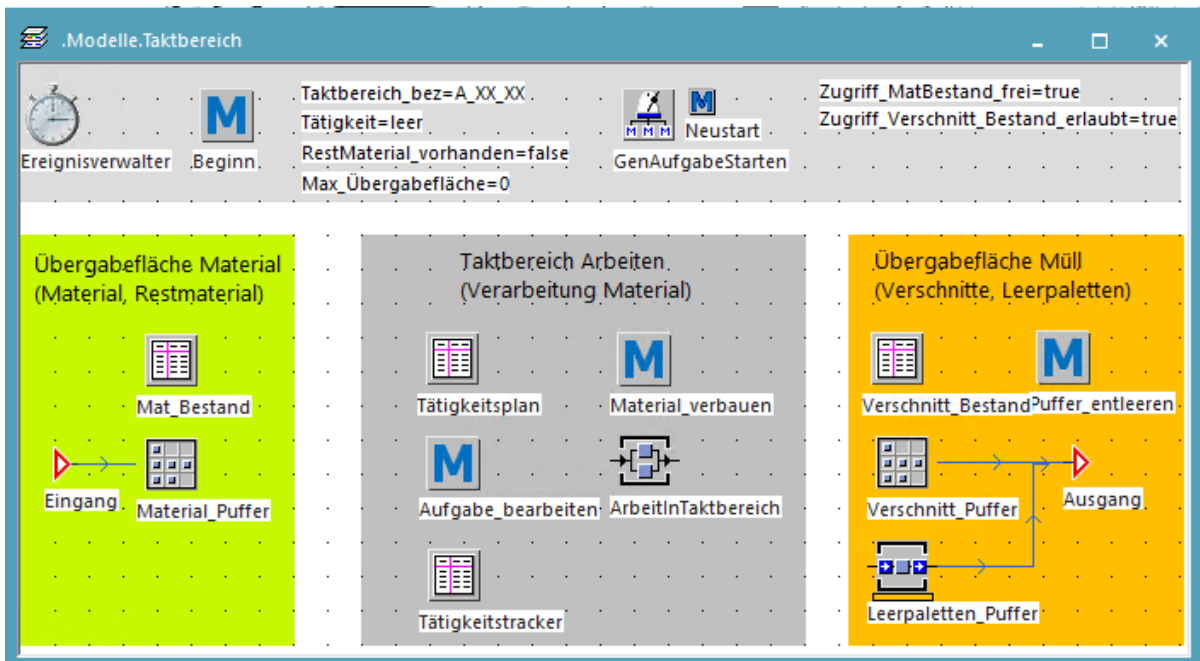 .Modelle.Taktbereich
Ereignisverwalter
M
Beginn
Taktbereich_bez=A_XX_XX
Tätigkeit=leer
RestMaterial_vorhanden=false
Max_Übergabefläche=0
M M M
GenAufgabeStarten
M
Neustart
Zugriff_MatBestand_frei=true
Zugriff_Verschnitt_Bestand_erlaubt=true
Übergabefläche Material
(Material, Restmaterial)
Mat_Bestand
Eingang
Material_Puffer
Taktbereich Arbeiten
(Verarbeitung Material)
Tätigkeitsplan
M
Material_verbauen
M
Aufgabe_bearbeiten
ArbeitInTaktbereich
Tätigkeitstracker
Übergabefläche Müll
(Verschnitte, Leerpaletten)
Verschnitt_Bestand
M
Puffer_entleeren
Verschnitt_Puffer
Ausgang
Leerpaletten_Puffer